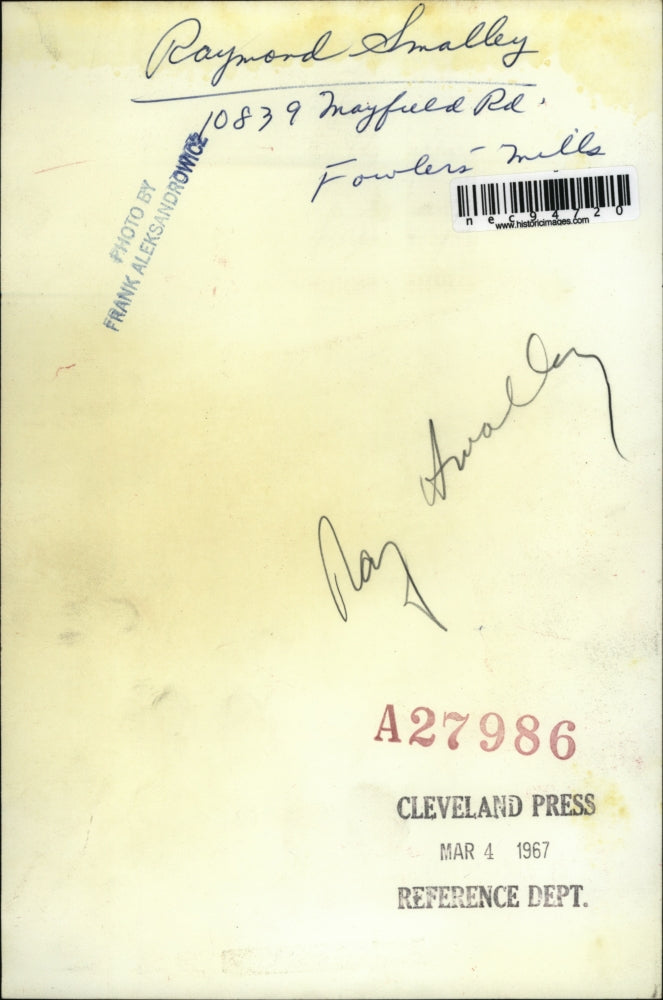 Raymond Smalley
10839 Mayfield Rd.
Fowlers Mills
PHOTO BY
FRANK ALEKSANDROWICZ
nec94720
www.historicimages.com
Ray Smalley
A27986
CLEVELAND PRESS
MAR 4 1967
REFERENCE DEPT.